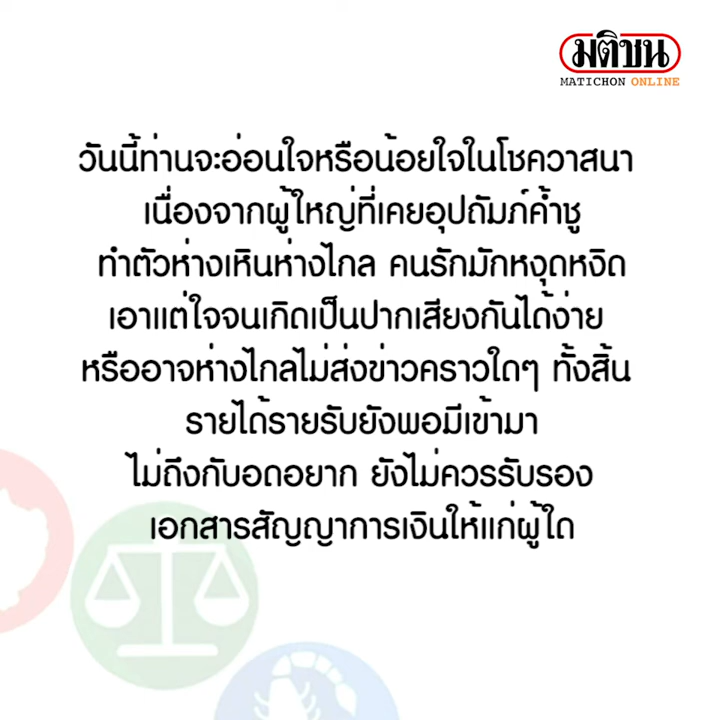 มติชน
MATICHON ONLINE
วันนี้ท่านจะอ่อนใจหรือน้อยใจในโชควาสนา
เนื่องจากผู้ใหญ่ที่เคยอุปถัมภ์ค้ำชู
ทำตัวห่างเหินห่างไกล คนรักมักหงุดหงิด
เอาแต่ใจจนเกิดเป็นปากเสียงกันได้ง่าย
หรืออาจห่างไกลไม่ส่งข่าวคราวใดๆ ทั้งสิ้น
รายได้รายรับยังพอมีเข้ามา
ไม่ถึงกับอดอยาก ยังไม่ควรรับรอง
เอกสารสัญญาการเงินให้แก่ผู้ใด